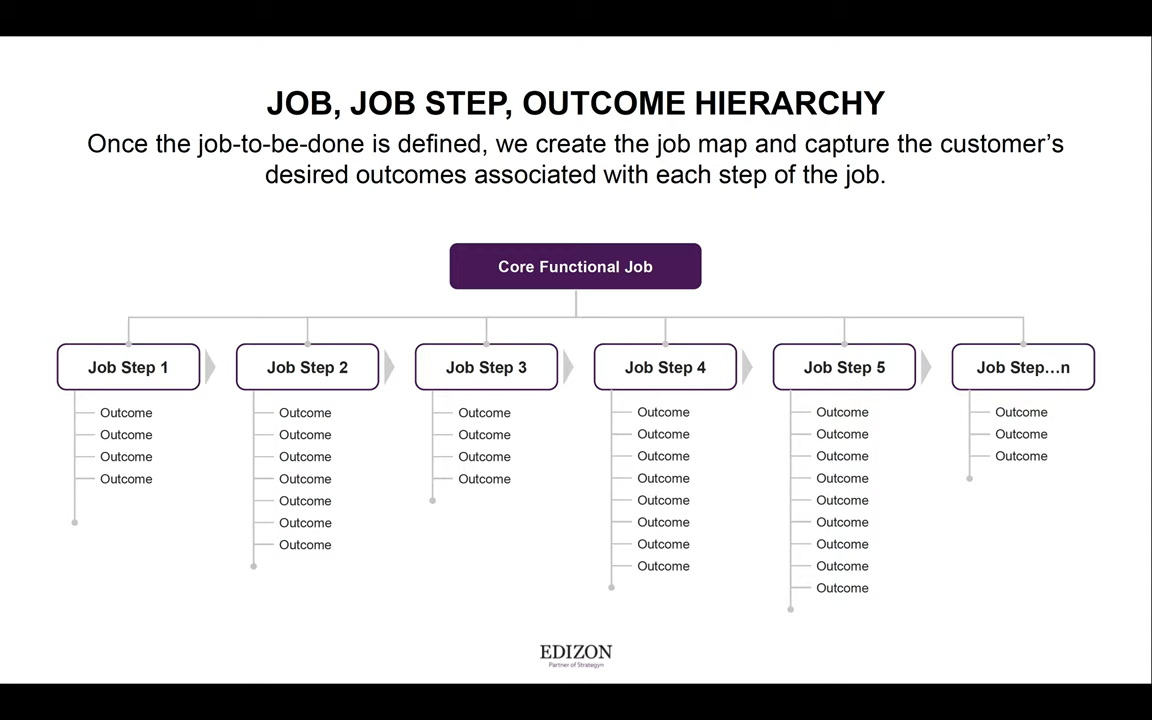 JOB, JOB STEP, OUTCOME HIERARCHY
Once the job-to-be-done is defined, we create the job map and capture the customer’s
desired outcomes associated with each step of the job.
Core Functional Job
Job Step 1
Outcome
Outcome
Outcome
Outcome
Job Step 2
Outcome
Outcome
Outcome
Outcome
Outcome
Outcome
Outcome
Job Step 3
Outcome
Outcome
Outcome
Outcome
Job Step 4
Outcome
Outcome
Outcome
Outcome
Outcome
Outcome
Outcome
Outcome
Job Step 5
Outcome
Outcome
Outcome
Outcome
Outcome
Outcome
Outcome
Outcome
Outcome
Job Step…n
Outcome
Outcome
Outcome
EDIZON
Partner of Strategyn